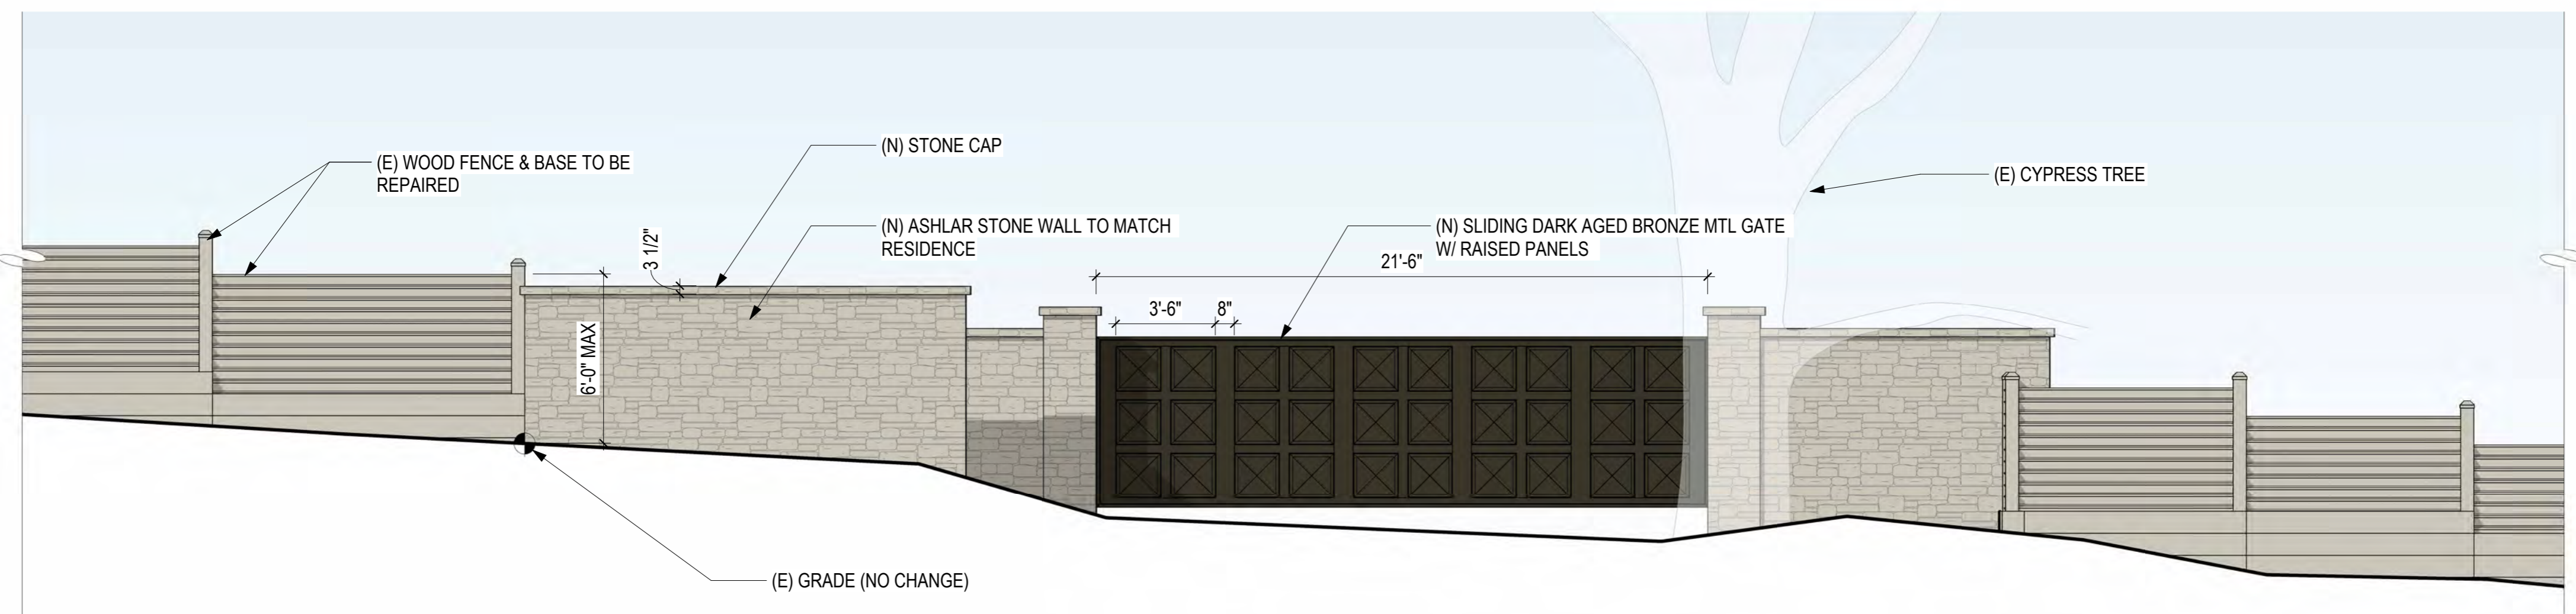 (N) STONE CAP
(E) WOOD FENCE & BASE TO BE
REPAIRED
(E) CYPRESS TREE
(N) ASHLAR STONE WALL TO MATCH
RESIDENCE
(N) SLIDING DARK AGED BRONZE MTL GATE
W/ RAISED PANELS
3 1/2"
21'-6"
3'-6"
8"
6'-0" MAX
(E) GRADE (NO CHANGE)